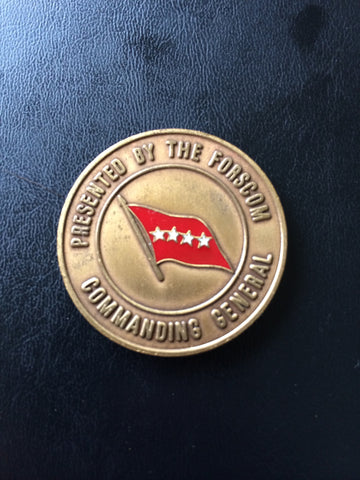 PRESENTED BY THE FORSCOM
COMMANDING GENERAL